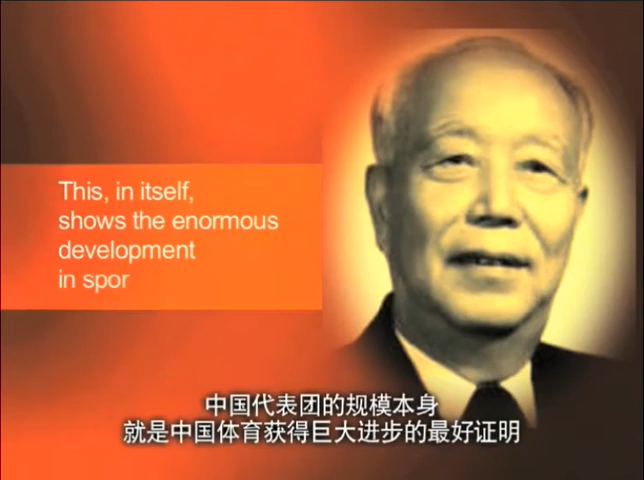 This, in itself,
shows the enormous
development
in spor
中国代表团的规模本身
就是中国体育获得巨大进步的最好证明